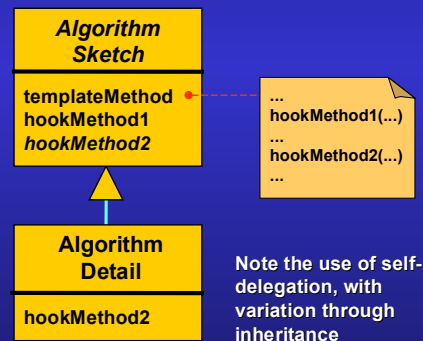 Algorithm
Sketch
templateMethod
hookMethod1
hookMethod2
...
hookMethod1(...)
...
hookMethod2(...)
...
Algorithm
Detail
hookMethod2
Note the use of self-
delegation, with
variation through
inheritance